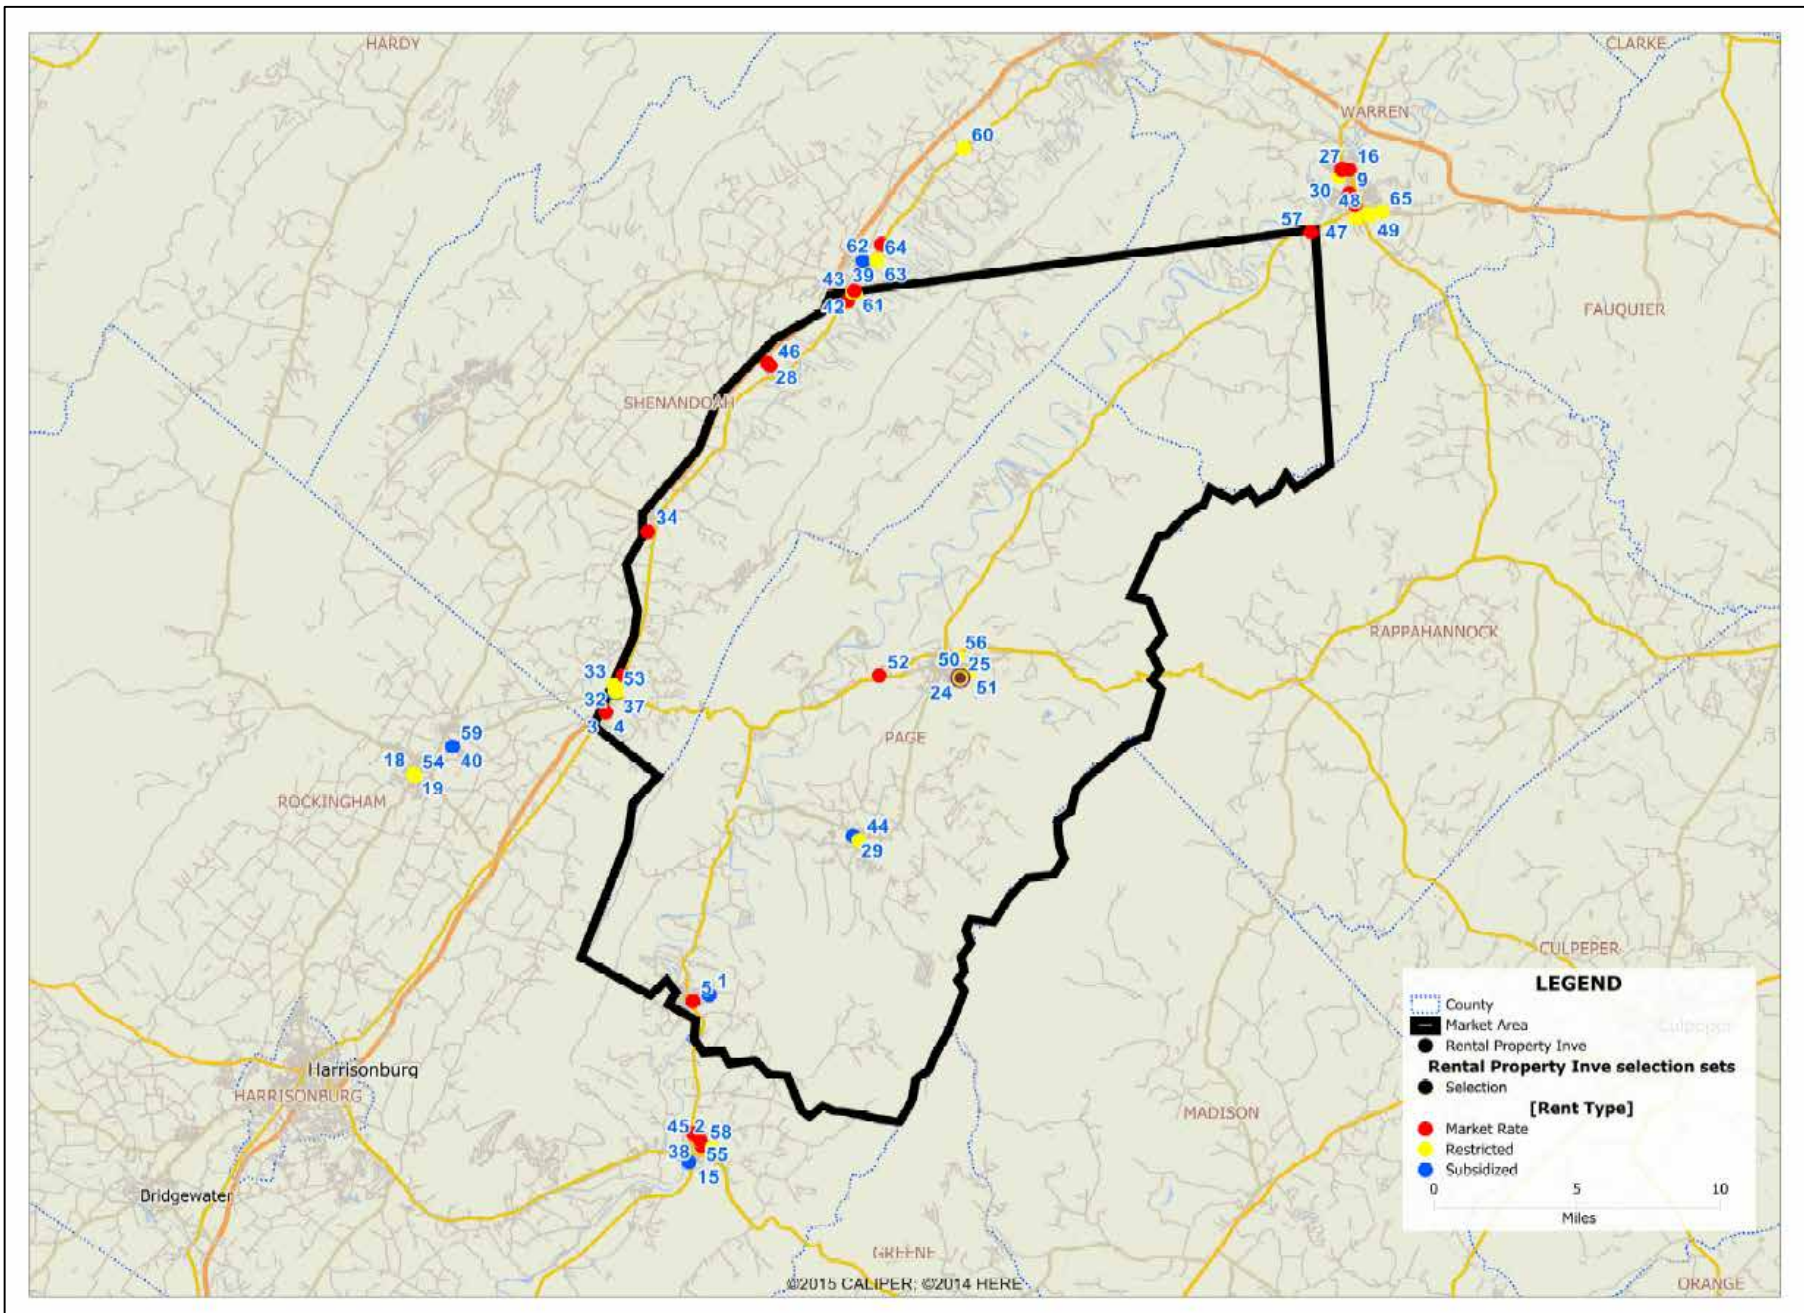 HARDY
CLARKE
WARREN
60
27 16
9
30
48 65
57
47 49
62 64
43 39 63
42 61
FAUQUIER
46
28
SHENANDOAH
34
RAPPAHANNOCK
56
33 52 50 25
53
24 51
32 37
3 4
59
PAGE
18 54 40
19
ROCKINGHAM
44
29
CULPEPER
5 1
LEGEND
County
Market Area
Culpeper
Rental Property Inve
Rental Property Inve selection sets
Selection
[Rent Type]
Market Rate
Restricted
Subsidized
0 5 10
Miles
Harrisonburg
HARRISONBURG
MADISON
45 2 58
38 55
15
Bridgewater
GREENE
©2015 CALIPER; ©2014 HERE
ORANGE